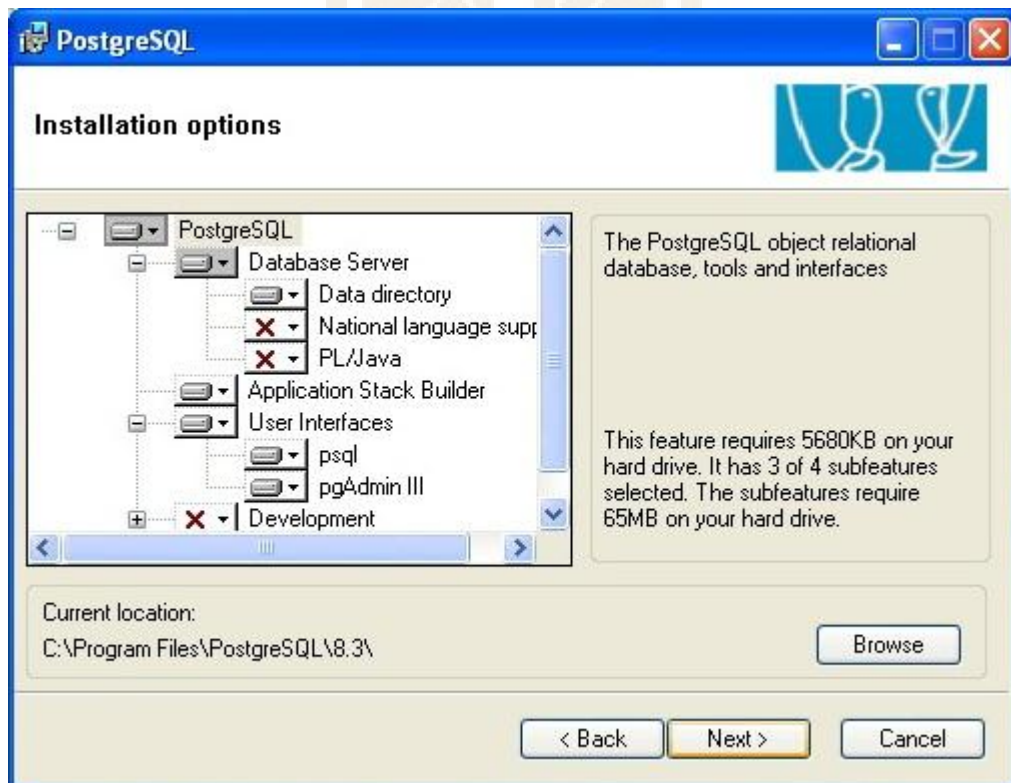 PostgreSQL
Installation options
PostgreSQL
Database Server
Data directory
National language supp
PL/Java
Application Stack Builder
User Interfaces
psql
pgAdmin III
Development
The PostgreSQL object relational
database, tools and interfaces
This feature requires 5680KB on your
hard drive. It has 3 of 4 subfeatures
selected. The subfeatures require
65MB on your hard drive.
Current location:
C:\Program Files\PostgreSQL\8.3\
Browse
< Back
Next >
Cancel